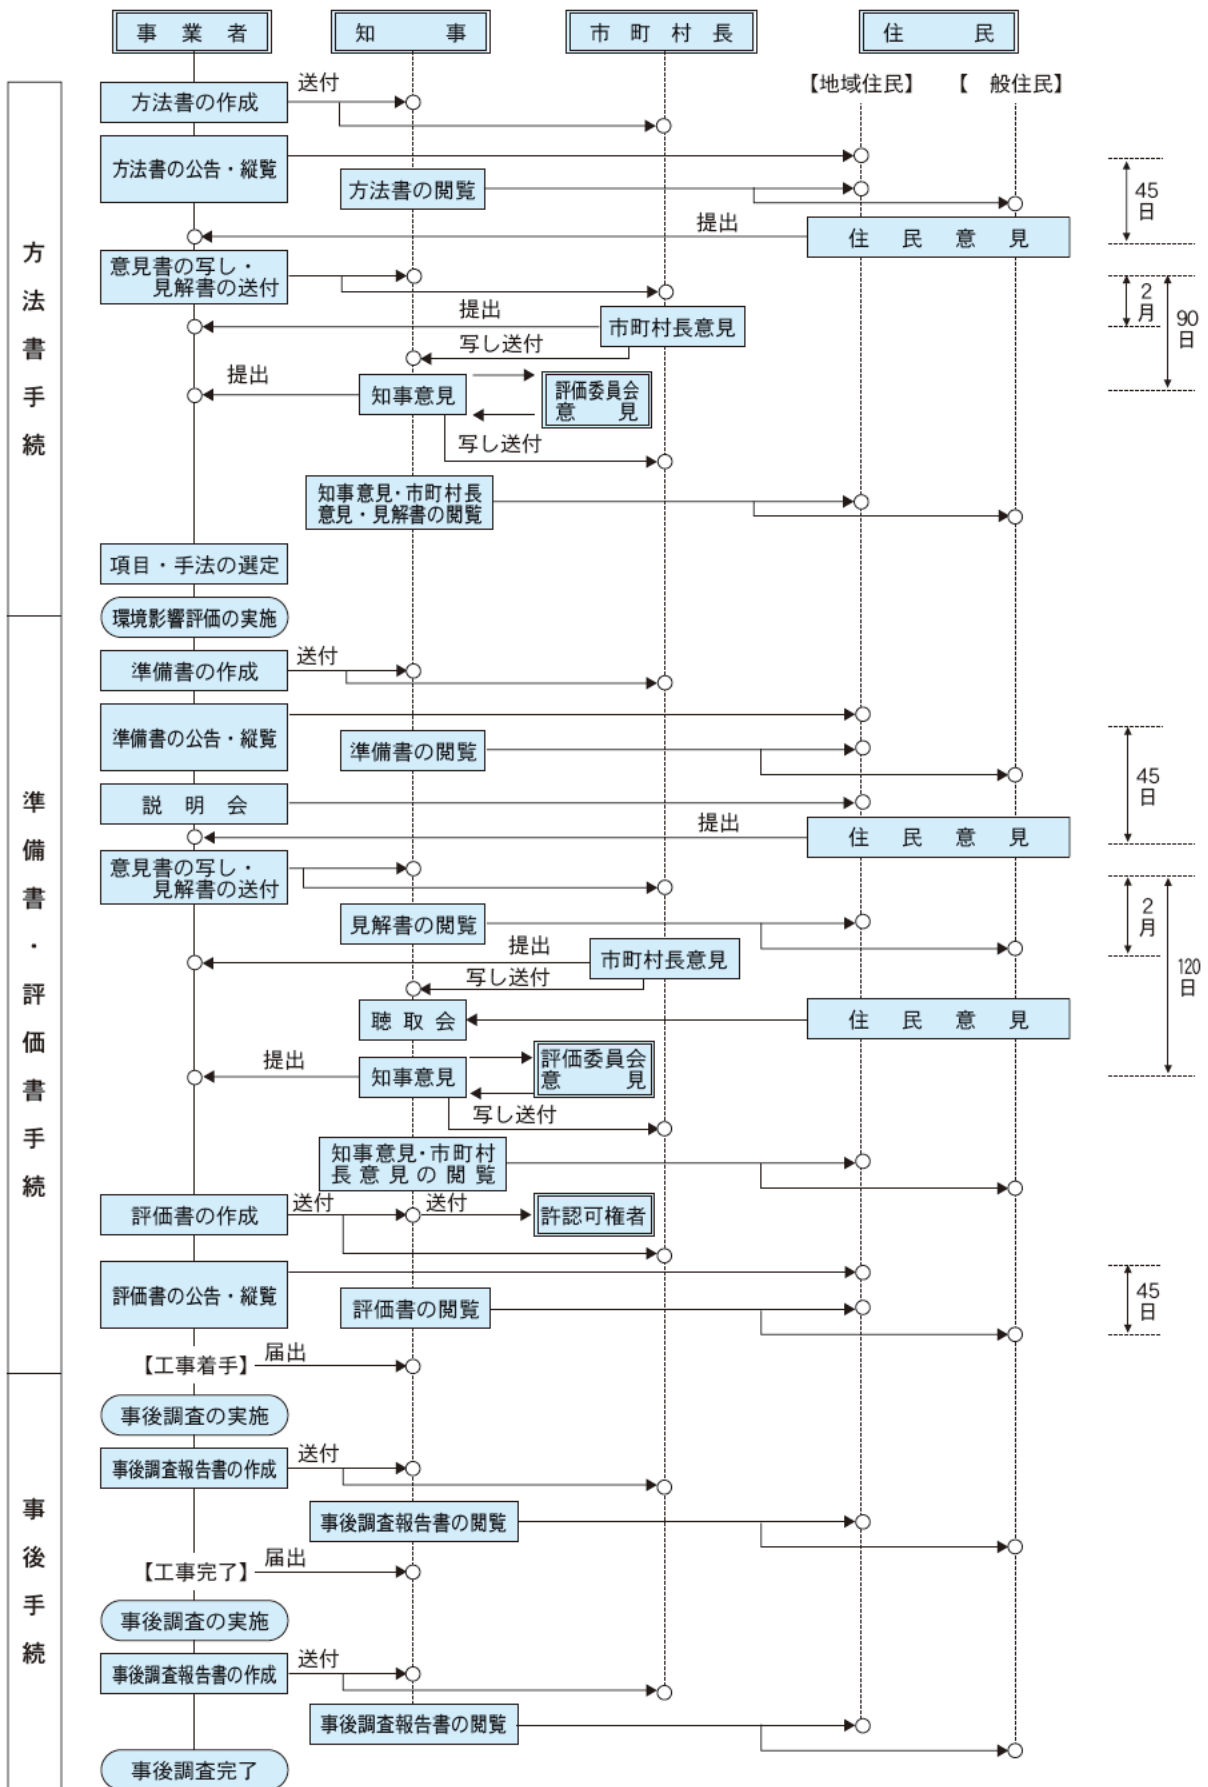 事業者
知事
市町村長
住民
【地域住民】
【一般住民】
方法書手続
方法書の作成
送付
方法書の公告・縦覧
方法書の閲覧
45日
提出
住民意見
意見書の写し・
見解書の送付
2月
90日
提出
市町村長意見
写し送付
提出
知事意見
評価委員会
意見
写し送付
知事意見・市町村長
意見・見解書の閲覧
項目・手法の選定
準備書・評価書手続
環境影響評価の実施
準備書の作成
送付
準備書の公告・縦覧
準備書の閲覧
45日
説明会
提出
住民意見
意見書の写し・
見解書の送付
2月
120日
見解書の閲覧
提出
市町村長意見
写し送付
聴取会
住民意見
提出
知事意見
評価委員会
意見
写し送付
知事意見・市町村
長意見の閲覧
評価書の作成
送付
送付
許認可権者
評価書の公告・縦覧
評価書の閲覧
45日
【工事着手】
届出
事後手続
事後調査の実施
事後調査報告書の作成
送付
事後調査報告書の閲覧
【工事完了】
届出
事後調査の実施
事後調査報告書の作成
送付
事後調査報告書の閲覧
事後調査完了